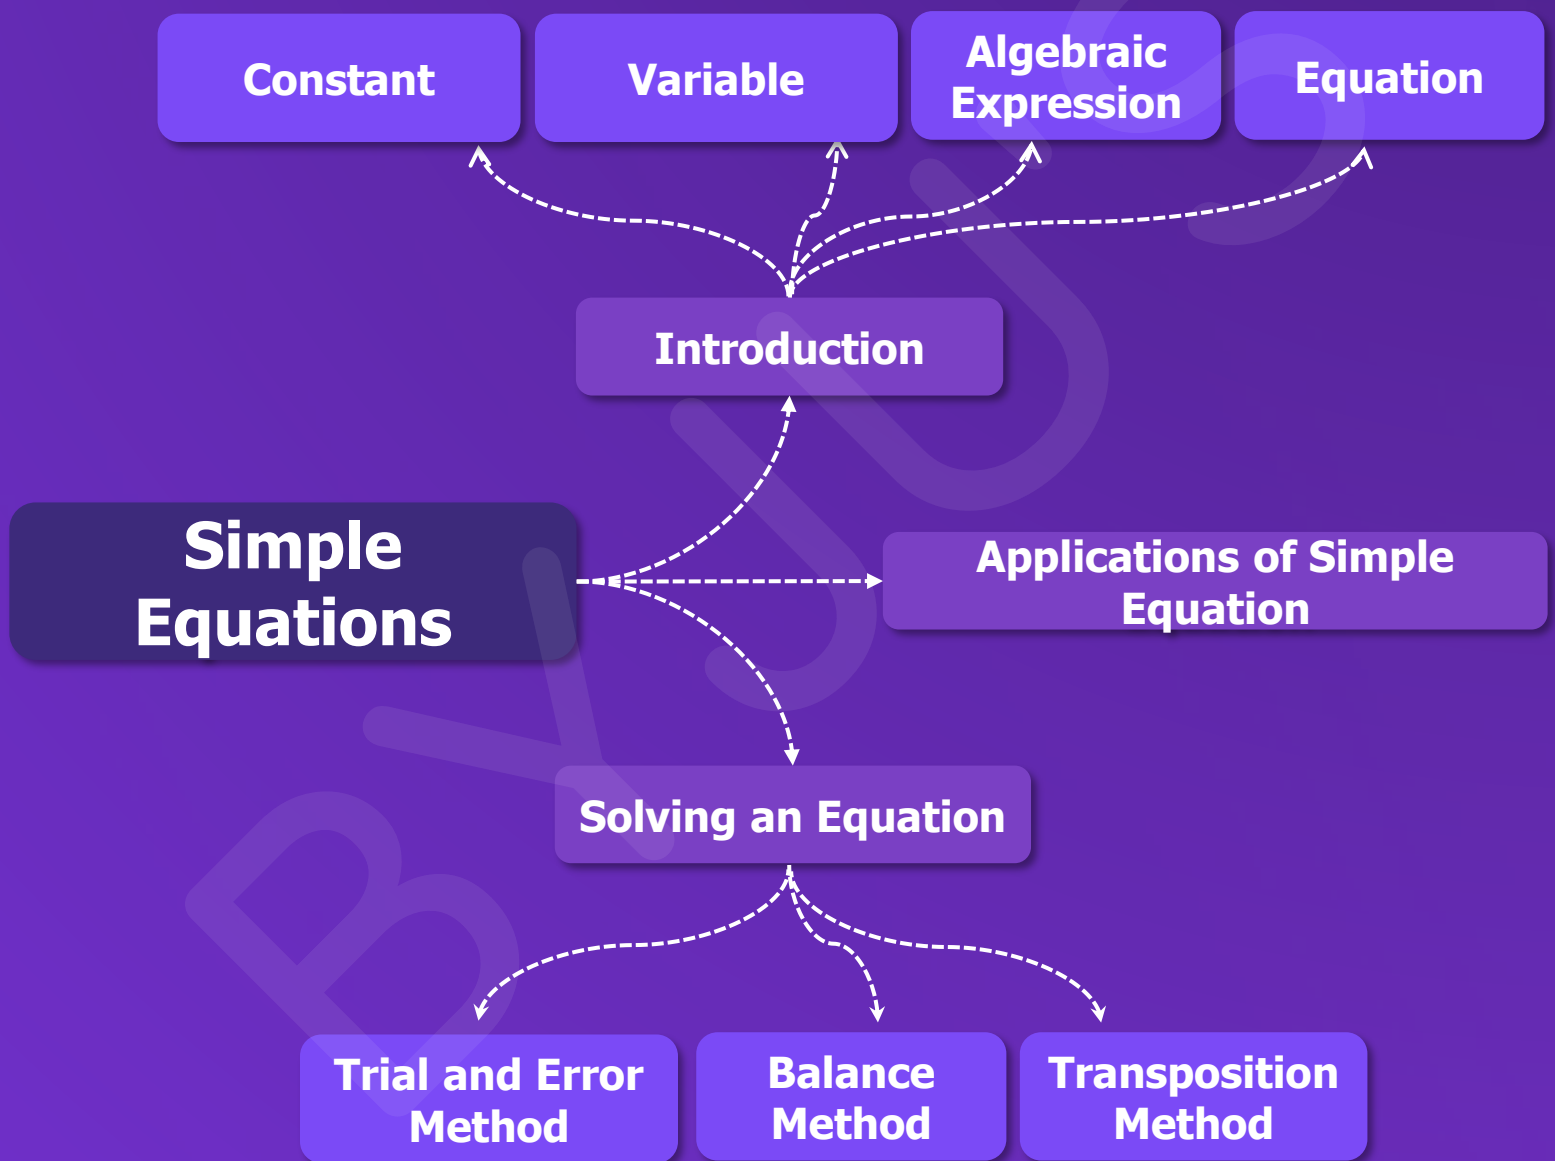 Constant
Variable
Algebraic
Expression
Equation
Introduction
Simple
Equations
Applications of Simple
Equation
Solving an Equation
Trial and Error
Method
Balance
Method
Transposition
Method
BYJU'S